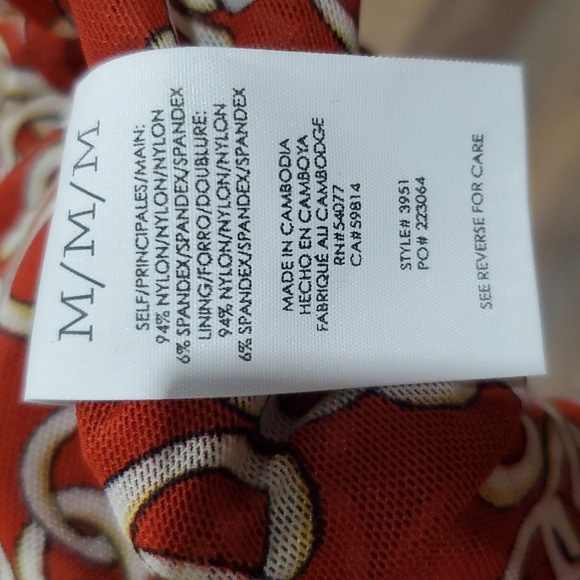 M/M/M
SELF/PRINCIPALES/MAIN:
94% NYLON/NYLON/NYLON
6% SPANDEX/SPANDEX/SPANDEX
LINING/FORRO/DOUBLURE:
94% NYLON/NYLON/NYLON
6% SPANDEX/SPANDEX/SPANDEX
MADE IN CAMBODIA
HECHO EN CAMBOYA
FABRIQUÉ AU CAMBODGE
RN#54077
CA#59814
STYLE# 3951
PO# 223064
SEE REVERSE FOR CARE